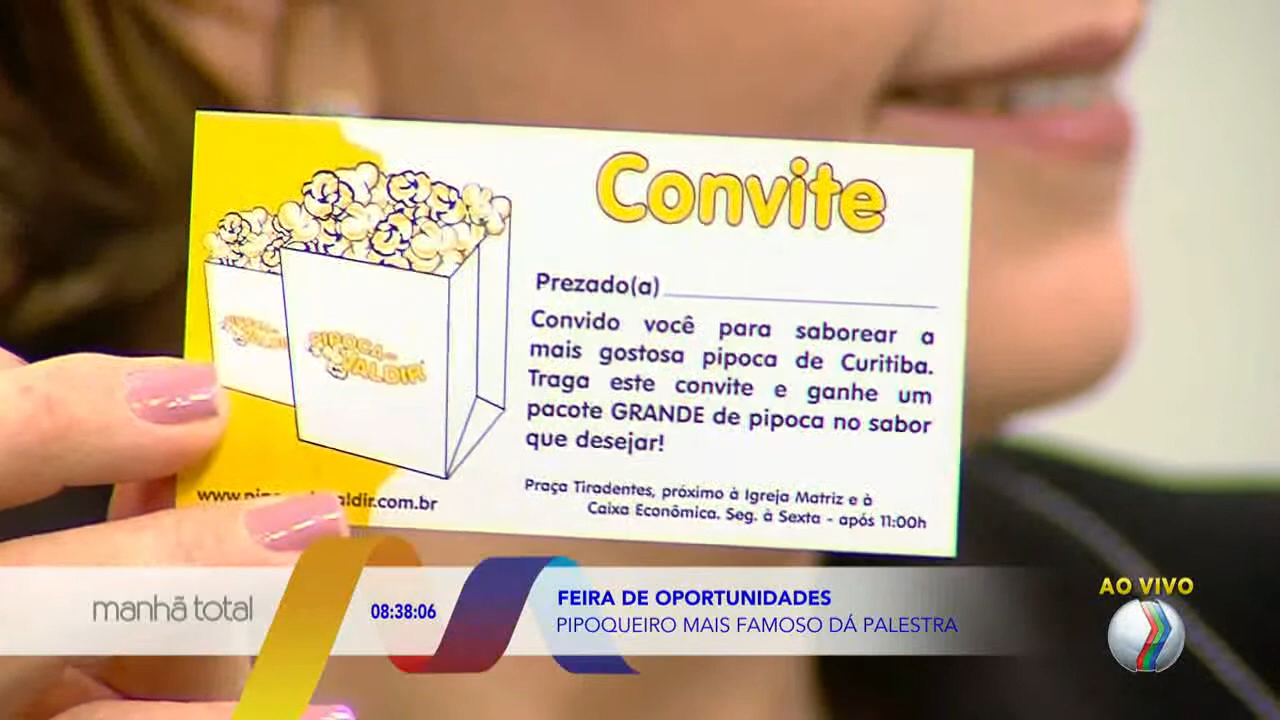 Convite
Prezado(a)
Convido você para saborear a
mais gostosa pipoca de Curitiba.
Traga este convite e ganhe um
pacote GRANDE de pipoca no sabor
que desejar!
Praça Tiradentes, próximo à Igreja Matriz e à
Caixa Econômica. Seg. à Sexta - após 11:00h
PIPOCA DO
VALDIR
manhã total
08:38:06
FEIRA DE OPORTUNIDADES
PIPOQUEIRO MAIS FAMOSO DÁ PALESTRA
AO VIVO